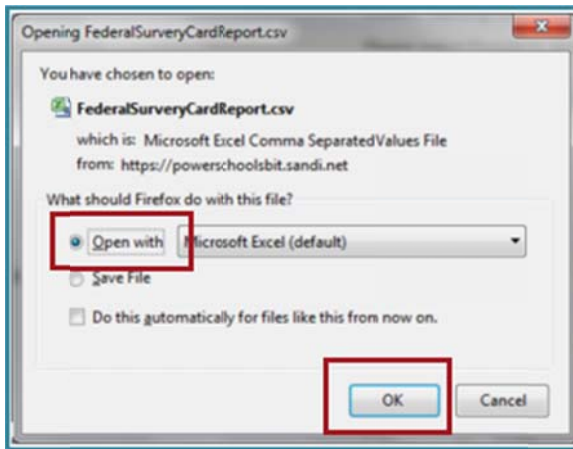 Opening FederalSurveryCardReport.csv
You have chosen to open:
FederalSurveryCardReport.csv
which is: Microsoft Excel Comma SeparatedValues File
from: https://powerschoolsbit.sandi.net
What should Firefox do with this file?
Open with Microsoft Excel (default)
Save File
Do this automatically for files like this from now on.
OK Cancel